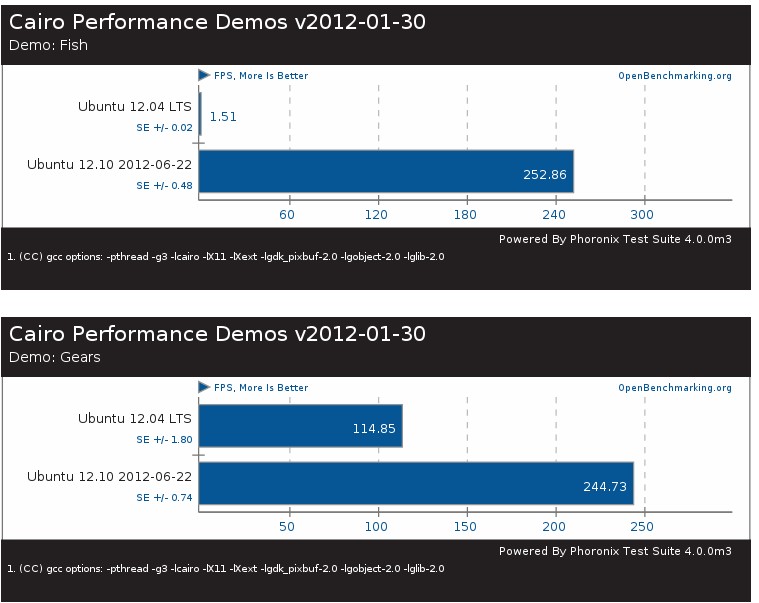 Cairo Performance Demos v2012-01-30
Demo: Fish
FPS, More Is Better
OpenBenchmarking.org
Ubuntu 12.04 LTS
SE +/- 0.02
1.51
Ubuntu 12.10 2012-06-22
SE +/- 0.48
252.86
60 120 180 240 300
Powered By Phoronix Test Suite 4.0.0m3
1. (CC) gcc options: -pthread -g3 -lcairo -lX11 -lXext -lgdk_pixbuf-2.0 -lgobject-2.0 -lglib-2.0
Cairo Performance Demos v2012-01-30
Demo: Gears
FPS, More Is Better
OpenBenchmarking.org
Ubuntu 12.04 LTS
SE +/- 1.80
114.85
Ubuntu 12.10 2012-06-22
SE +/- 0.74
244.73
50 100 150 200 250
Powered By Phoronix Test Suite 4.0.0m3
1. (CC) gcc options: -pthread -g3 -lcairo -lX11 -lXext -lgdk_pixbuf-2.0 -lgobject-2.0 -lglib-2.0